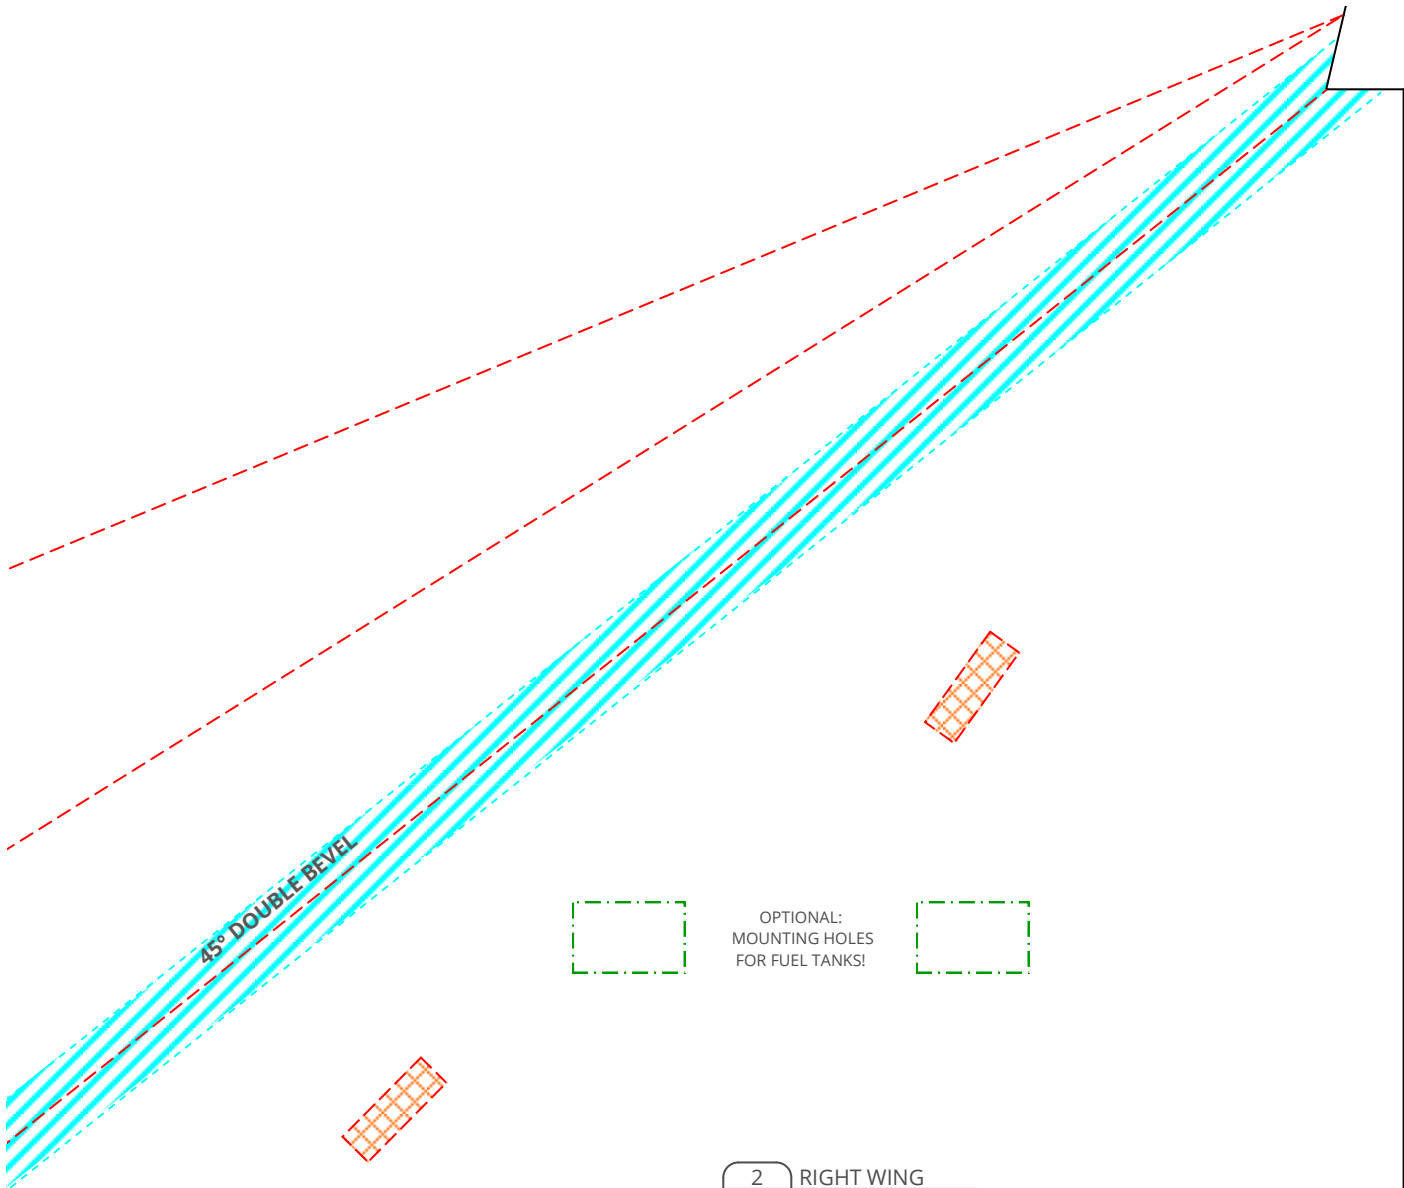 45° DOUBLE BEVEL
OPTIONAL:
MOUNTING HOLES
FOR FUEL TANKS!
2 RIGHT WING